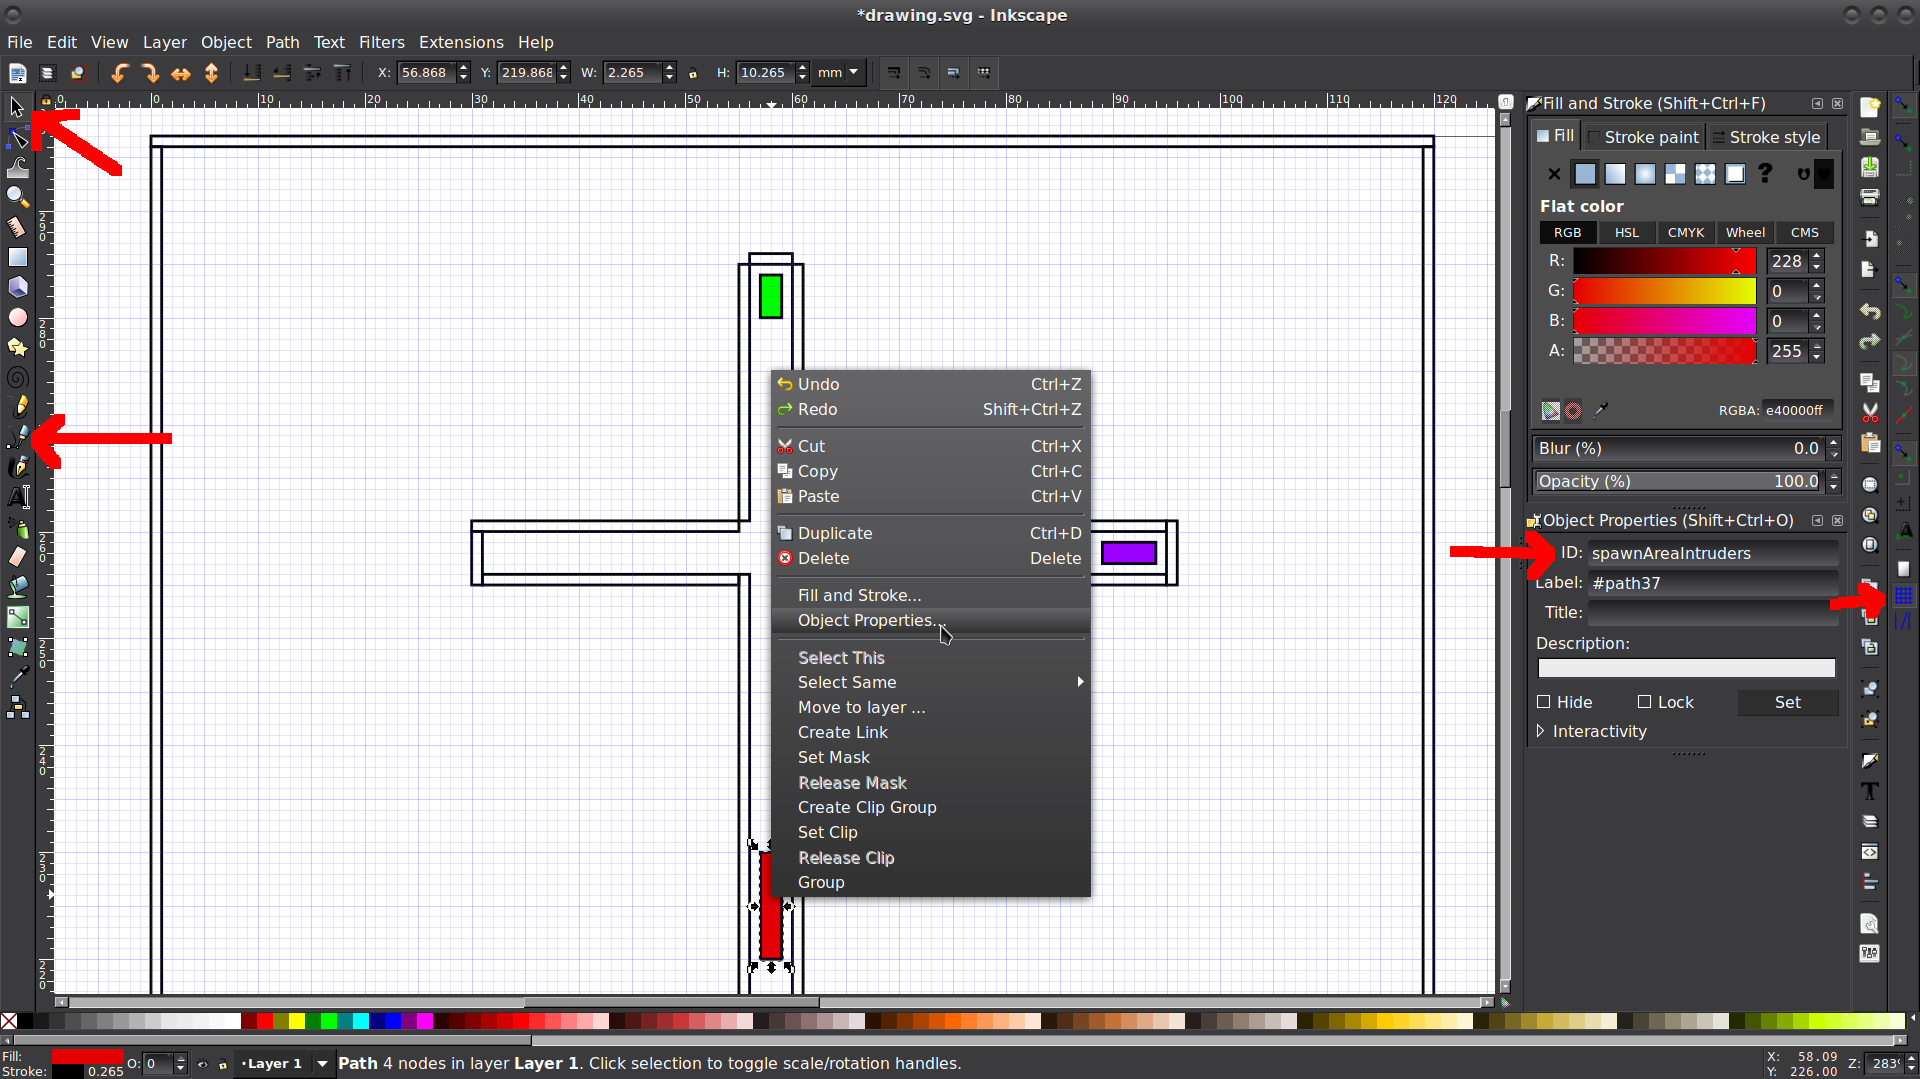 *drawing.svg - Inkscape
File Edit View Layer Object Path Text Filters Extensions Help
X: 56.868 Y: 219.868 W: 2.265 H: 10.265 mm
0 10 20 30 40 50 60 70 80 90 100 110 120
290
280
260
250
240
230
220
Undo Ctrl+Z
Redo Shift+Ctrl+Z
Cut Ctrl+X
Copy Ctrl+C
Paste Ctrl+V
Duplicate Ctrl+D
Delete Delete
Fill and Stroke...
Object Properties...
Select This
Select Same
Move to layer ...
Create Link
Set Mask
Release Mask
Create Clip Group
Set Clip
Release Clip
Group
Fill and Stroke (Shift+Ctrl+F)
Fill Stroke paint Stroke style
?
Flat color
RGB HSL CMYK Wheel CMS
R: 228
G: 0
B: 0
A: 255
RGBA: e40000ff
Blur (%) 0.0
Opacity (%) 100.0
Object Properties (Shift+Ctrl+O)
ID: spawnAreaIntruders
Label: #path37
Title:
Description:
Hide Lock Set
Interactivity
Fill:
Stroke: 0.265
O: 0
•Layer 1
Path 4 nodes in layer Layer 1. Click selection to toggle scale/rotation handles.
X: 58.09
Y: 226.00
Z: 283